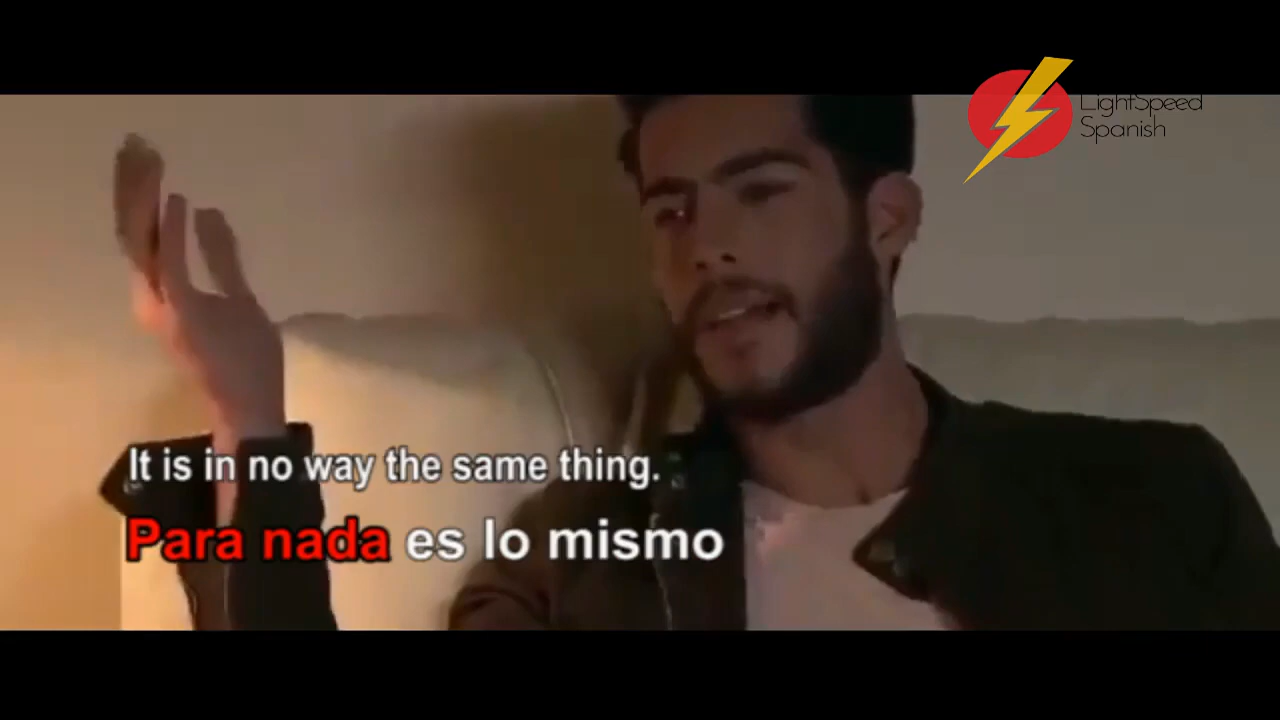 LightSpeed
Spanish
It is in no way the same thing.
Para nada es lo mismo